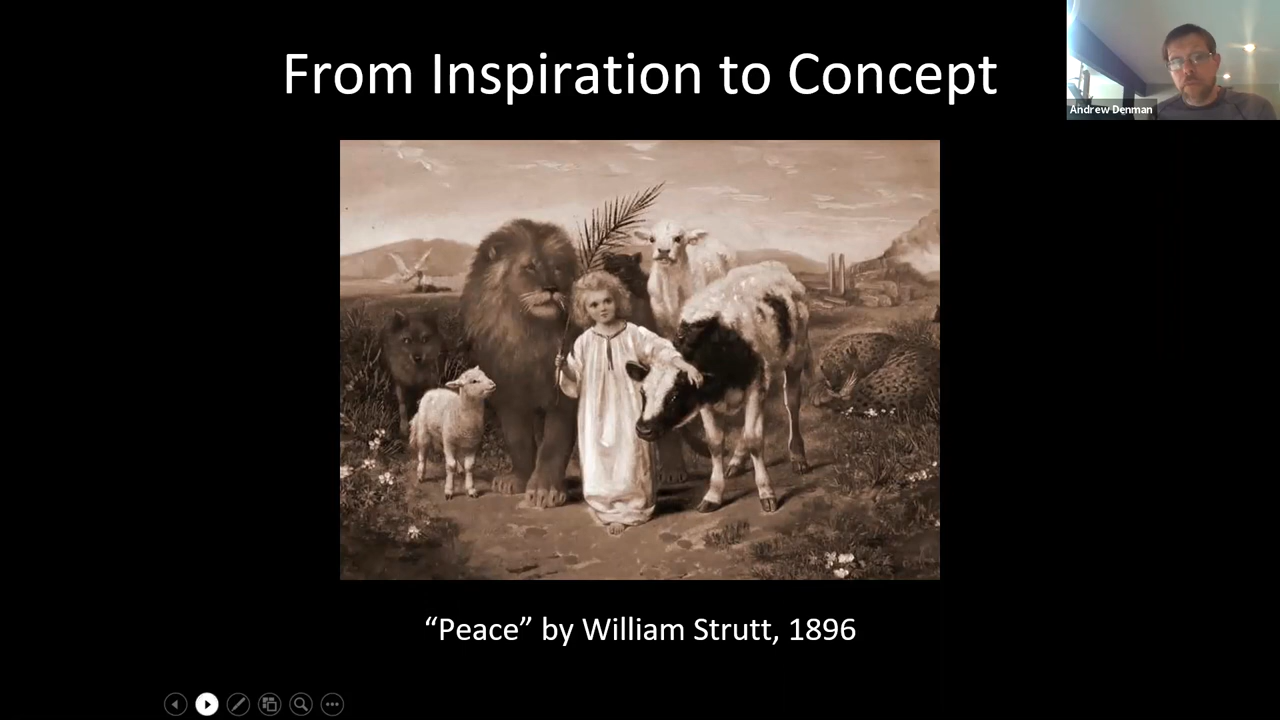 From Inspiration to Concept
Andrew Denman
“Peace” by William Strutt, 1896